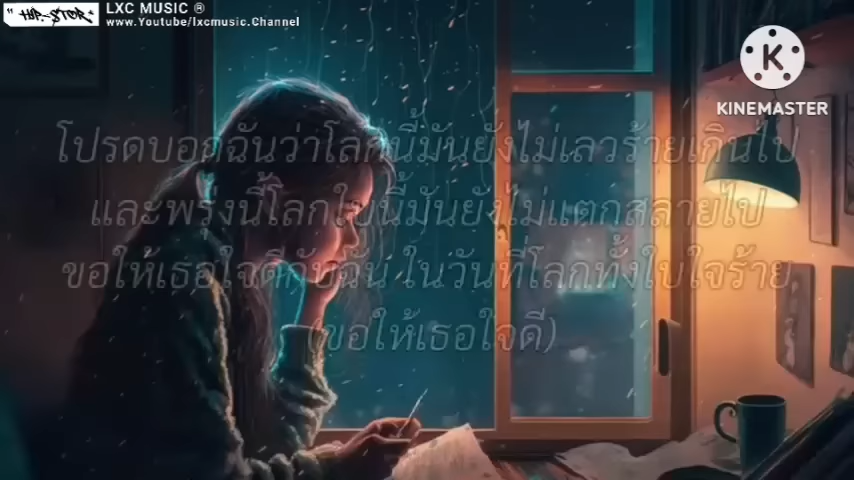 HIP-STOR
LXC MUSIC ®
www.Youtube/lxcmusic.Channel
KINEMASTER
โปรดบอกฉันว่าโลกนี้มันยังไม่เลวร้ายเกินไป
และพรุ่งนี้โลกใบนี้มันยังไม่แตกสลายไป
ขอให้เธอใจดีกับฉัน ในวันที่โลกทั้งใบใจร้าย
(ขอให้เธอใจดี)